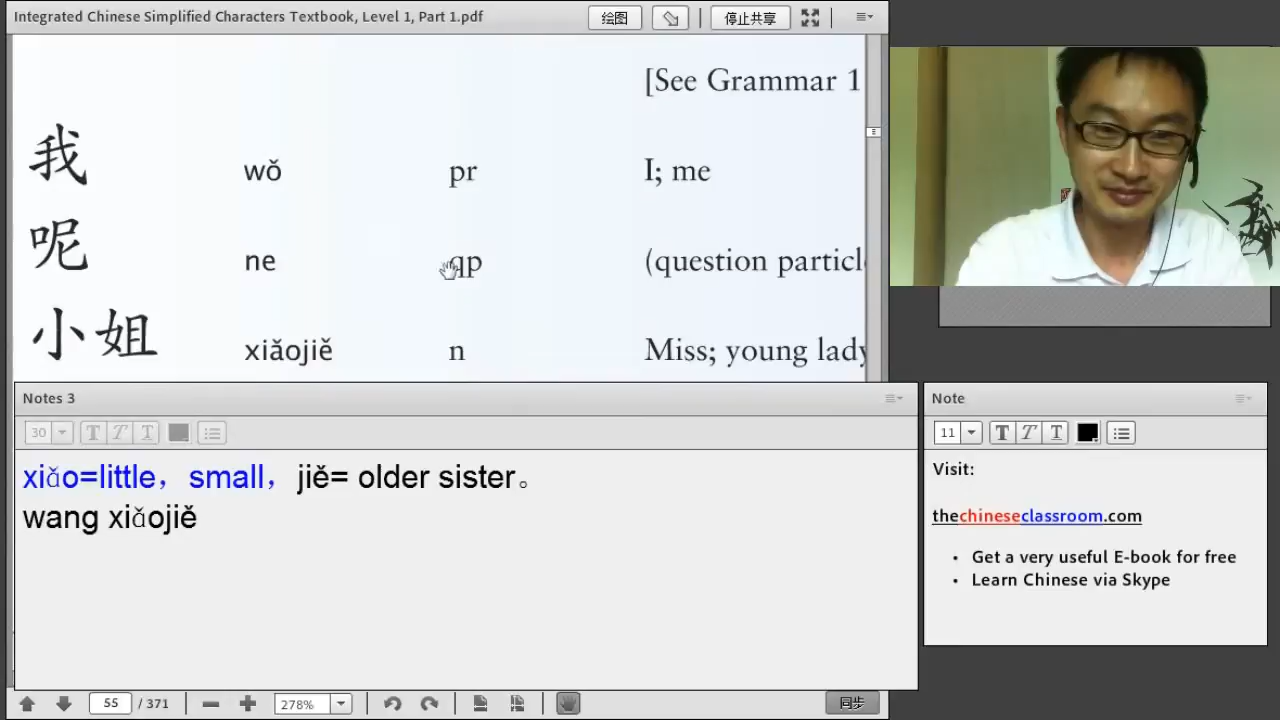 Integrated Chinese Simplified Characters Textbook, Level 1, Part 1.pdf
绘图
停止共享
[See Grammar 1
我 wǒ pr I; me
呢 ne qp (question particle
小姐 xiǎojiě n Miss; young lady
Notes 3
30 T T T
xiǎo=little，small，jiě= older sister。
wang xiǎojiě
Note
11 T T T
Visit:
thechineseclassroom.com
• Get a very useful E-book for free
• Learn Chinese via Skype
55 / 371
278%
同步